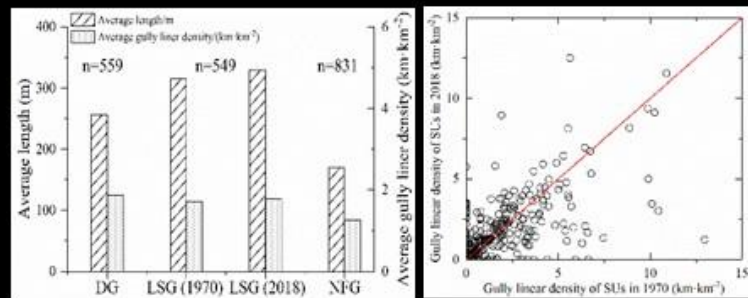 Average length/m
Average gully liner density/(km·km⁻²)
n=559
n=549
n=831
Average length (m)
400
300
200
100
0
6
4
2
0
Average gully liner density (km·km⁻²)
DG
LSG (1970)
LSG (2018)
NFG
Gully linear density of SUs in 2018 (km·km⁻²)
15
10
5
0
0
5
10
15
Gully linear density of SUs in 1970 (km·km⁻²)